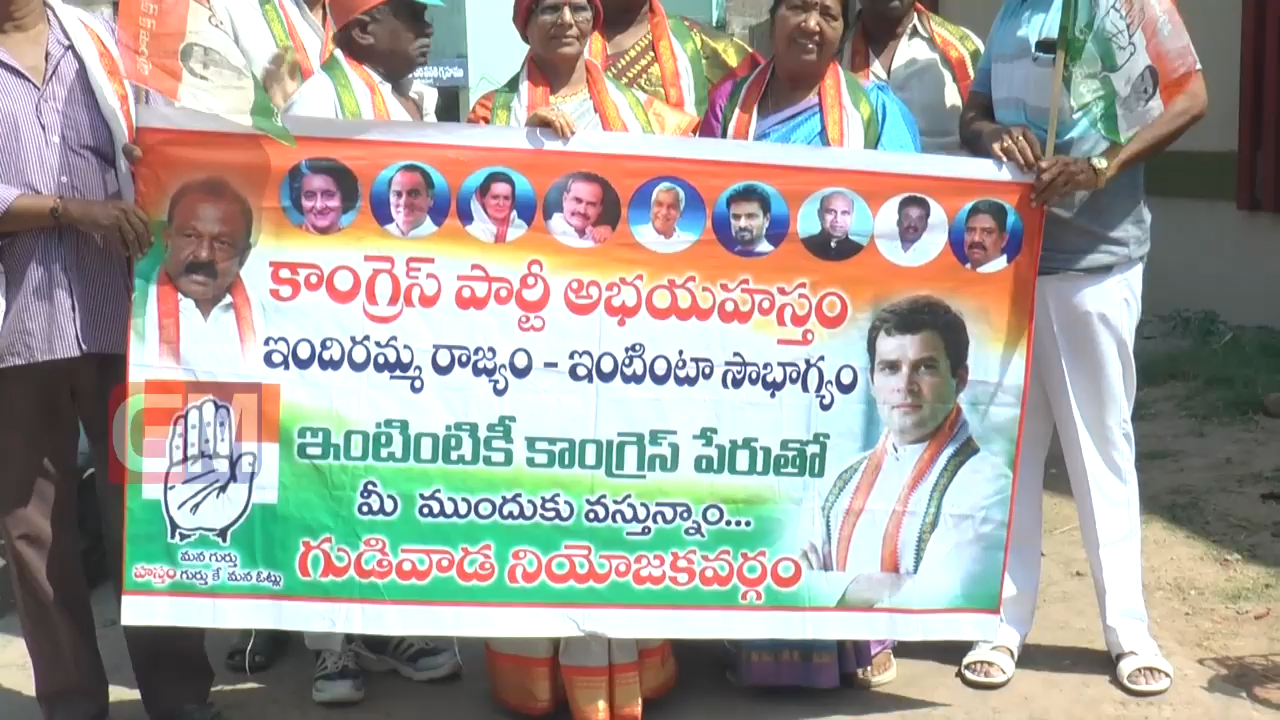 కాంగ్రెస్ పార్టీ అభయహస్తం
ఇందిరమ్మ రాజ్యం - ఇంటింటా సౌభాగ్యం
ఇంటింటికీ కాంగ్రెస్ పేరుతో
మీ ముందుకు వస్తున్నాం...
గుడివాడ నియోజకవర్గం
మన గుర్తు
హస్తం గుర్తు కే మన ఓట్లు